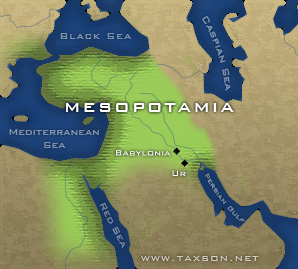 Black Sea
Caspian Sea
MESOPOTAMIA
Mediterranean
Sea
Babylonia
Ur
Persian Gulf
Red Sea
www.taxson.net